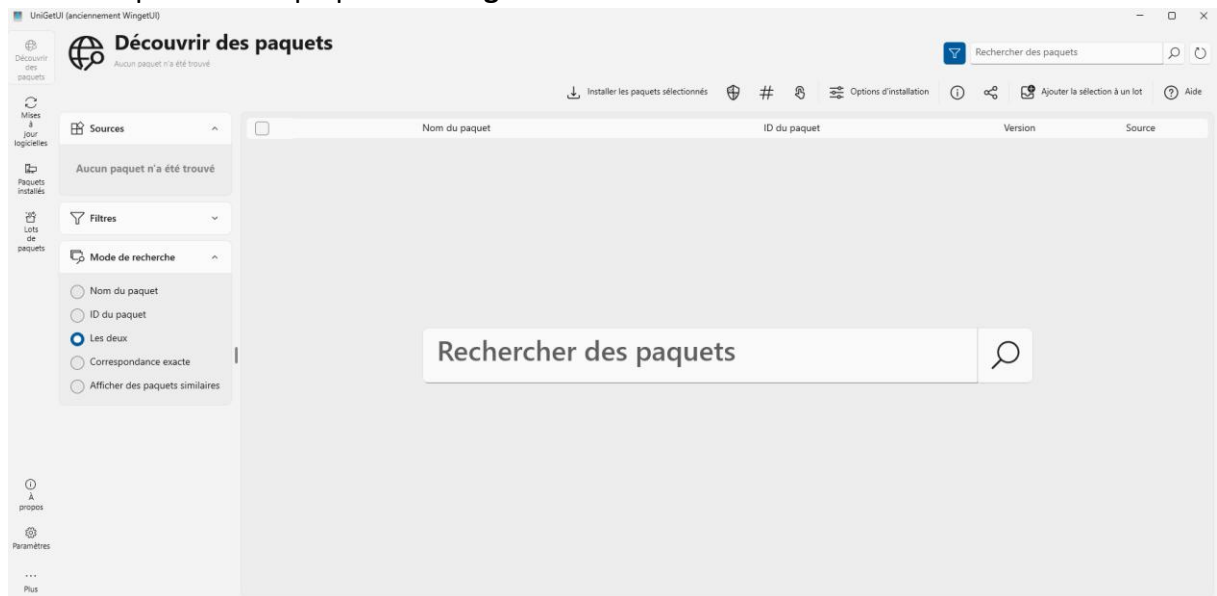 UniGetUI (anciennement WingetUI)
Découvrir des paquets
Aucun paquet n'a été trouvé
Rechercher des paquets
Découvrir
des
paquets
Mises
à
jour
logicielles
Paquets
installés
Lots
de
paquets
À
propos
Paramètres
...
Plus
Installer les paquets sélectionnés
Options d'installation
Ajouter la sélection à un lot
Aide
Sources
Aucun paquet n'a été trouvé
Filtres
Mode de recherche
Nom du paquet
ID du paquet
Les deux
Correspondance exacte
Afficher des paquets similaires
Nom du paquet ID du paquet Version Source
Rechercher des paquets